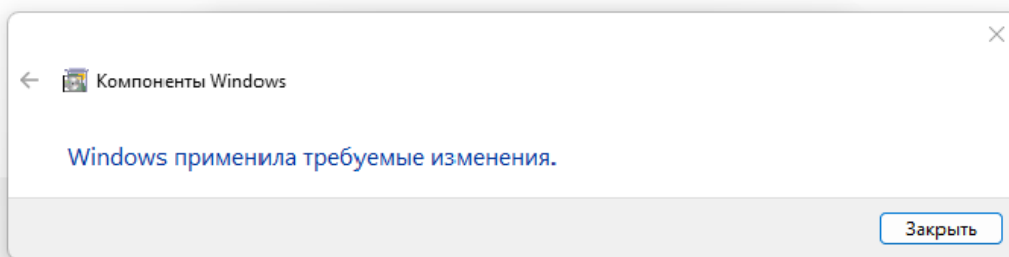 Компоненты Windows
Windows применила требуемые изменения.
Закрыть